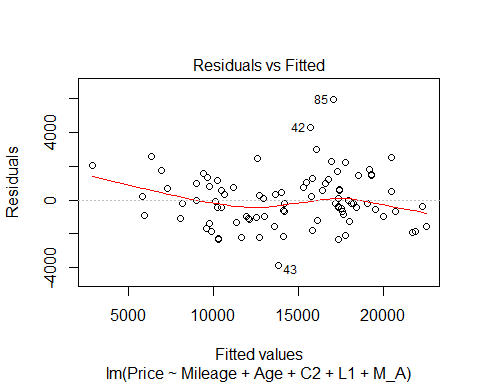 Residuals vs Fitted
Residuals
4000
0
-4000
85
42
43
5000 10000 15000 20000
Fitted values
lm(Price ~ Mileage + Age + C2 + L1 + M_A)